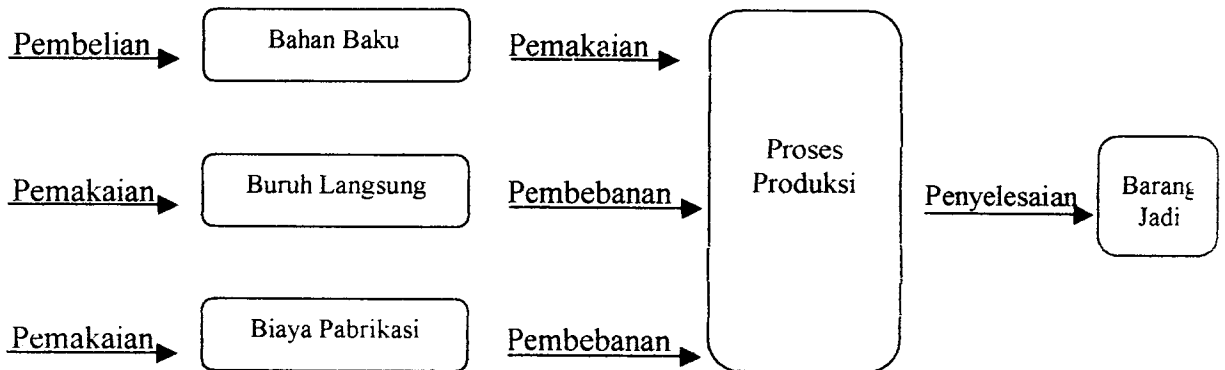 Pembelian
Bahan Baku
Pemakaian
Pemakaian
Buruh Langsung
Pembebanan
Proses
Produksi
Penyelesaian
Barang
Jadi
Pemakaian
Biaya Pabrikasi
Pembebanan